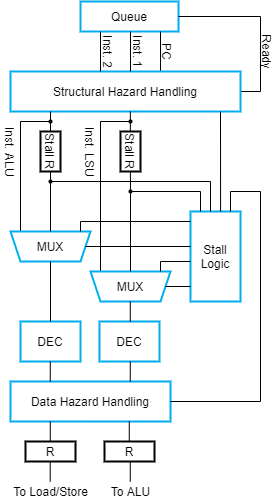 Queue
Inst. 2
Inst. 1
PC
Ready
Structural Hazard Handling
Inst. ALU
Stall R
Inst. LSU
Stall R
MUX
Stall
Logic
MUX
DEC
DEC
Data Hazard Handling
R
R
To Load/Store
To ALU